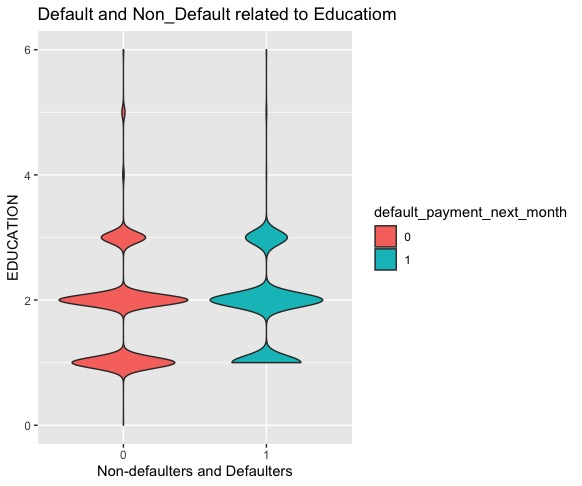 Default and Non_Default related to Educatiom
6
4
2
0
EDUCATION
0 1
Non-defaulters and Defaulters
default_payment_next_month
0
1